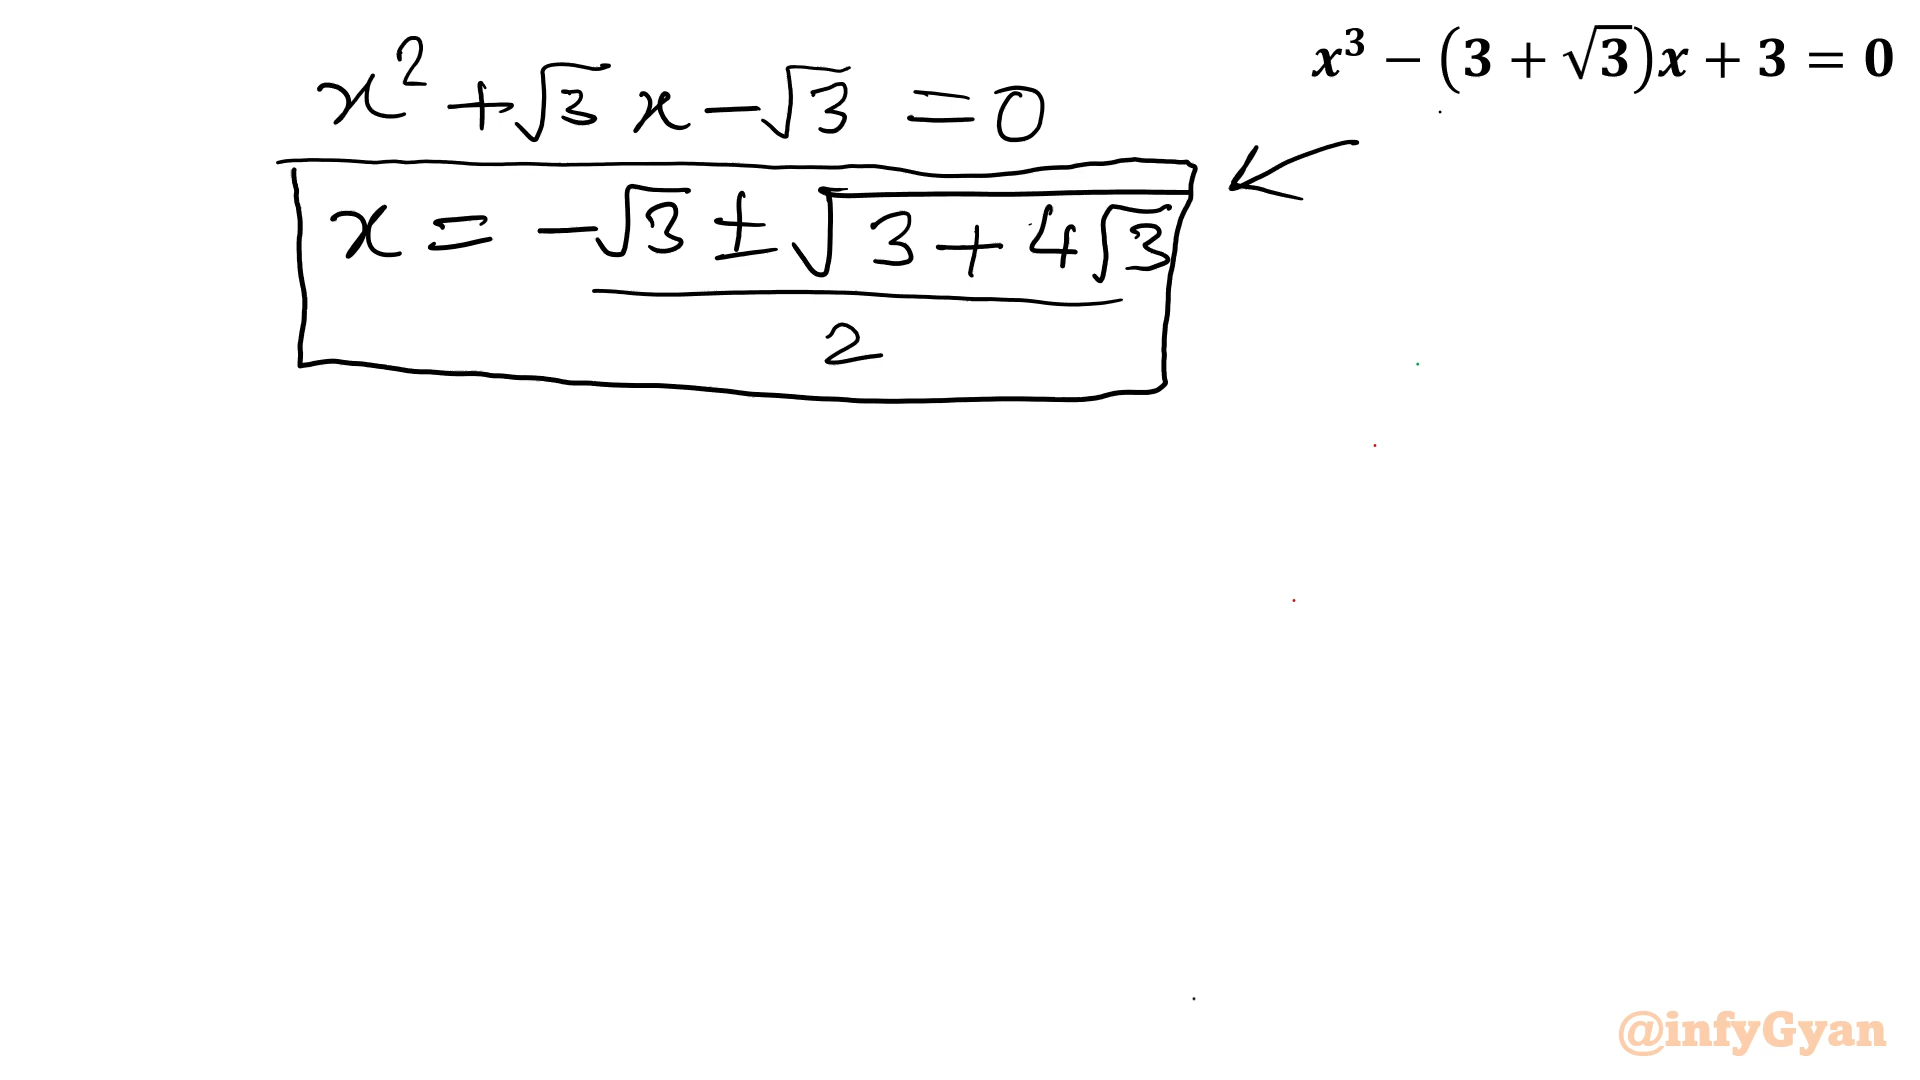 x³ − (3 + √3)x + 3 = 0
x² + √3 x − √3 = 0
x = −√3 ± √(3 + 4√3)
2
@infyGyan